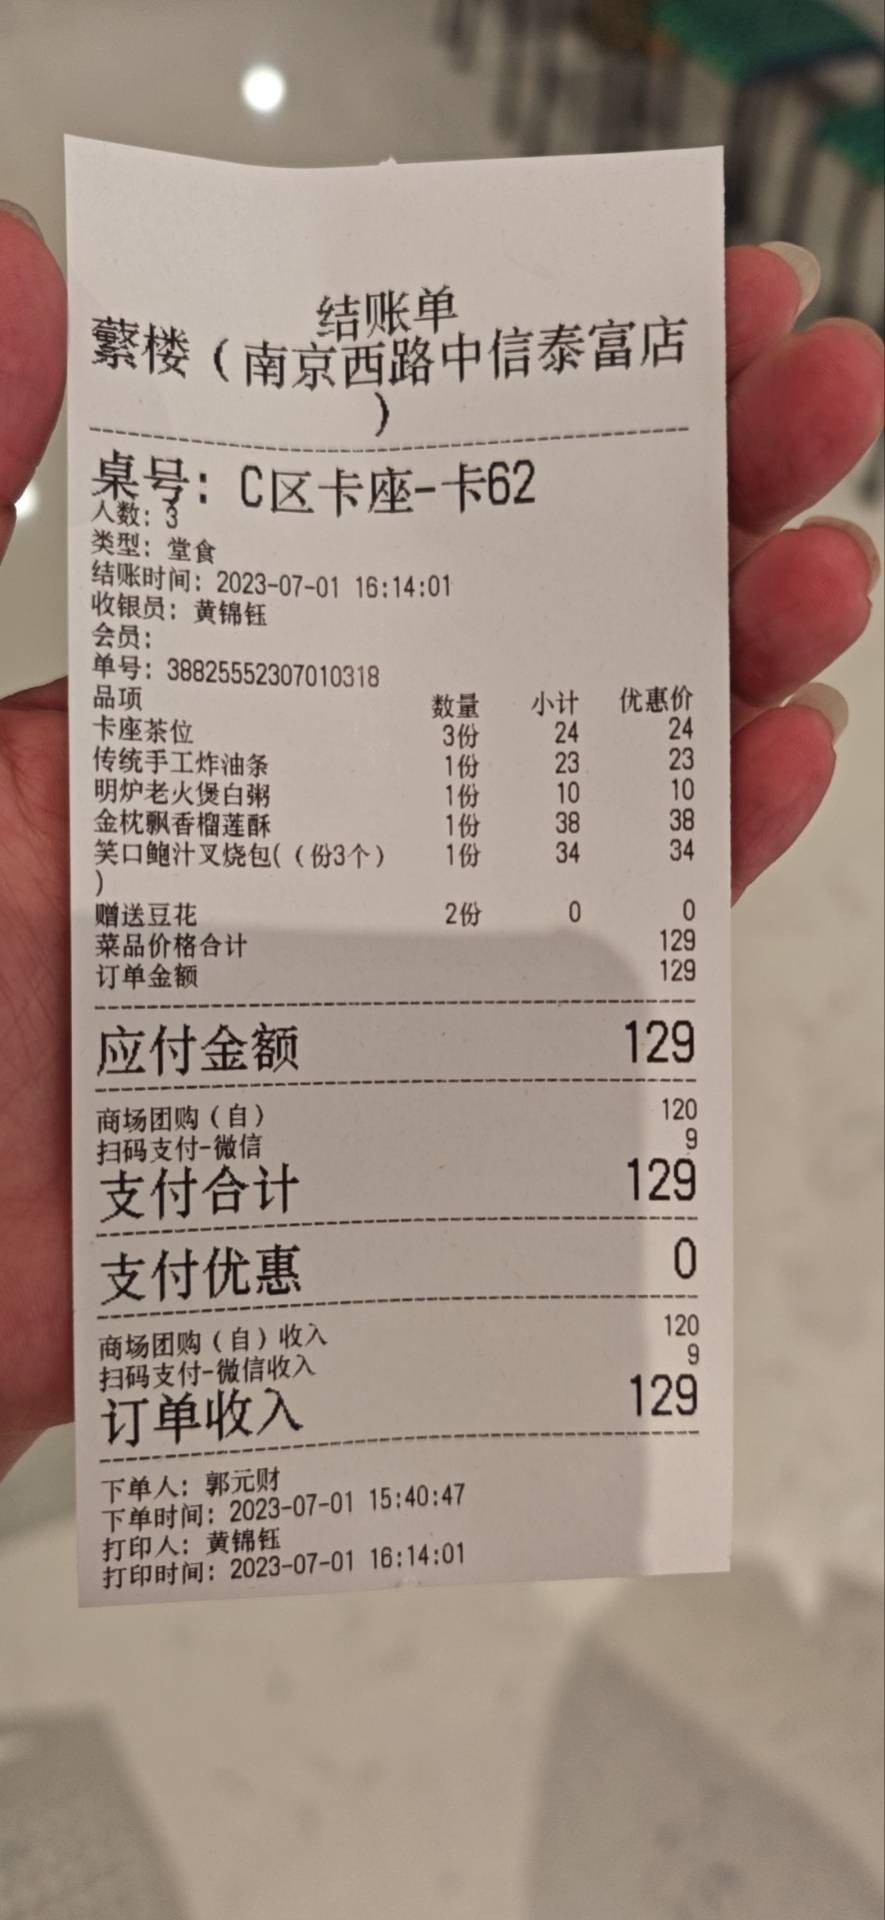 结账单
蘩楼（南京西路中信泰富店
）
桌号：C区卡座-卡62
人数：3
类型：堂食
结账时间：2023-07-01 16:14:01
收银员：黄锦钰
会员：
单号：38825552307010318
品项 数量 小计 优惠价
卡座茶位 3份 24 24
传统手工炸油条 1份 23 23
明炉老火煲白粥 1份 10 10
金枕飘香榴莲酥 1份 38 38
笑口鲍汁叉烧包(（份3个） 1份 34 34
)
赠送豆花 2份 0 0
菜品价格合计 129
订单金额 129
应付金额 129
商场团购（自） 120
扫码支付-微信 9
支付合计 129
支付优惠 0
商场团购（自）收入 120
扫码支付-微信收入 9
订单收入 129
下单人：郭元财
下单时间：2023-07-01 15:40:47
打印人：黄锦钰
打印时间：2023-07-01 16:14:01